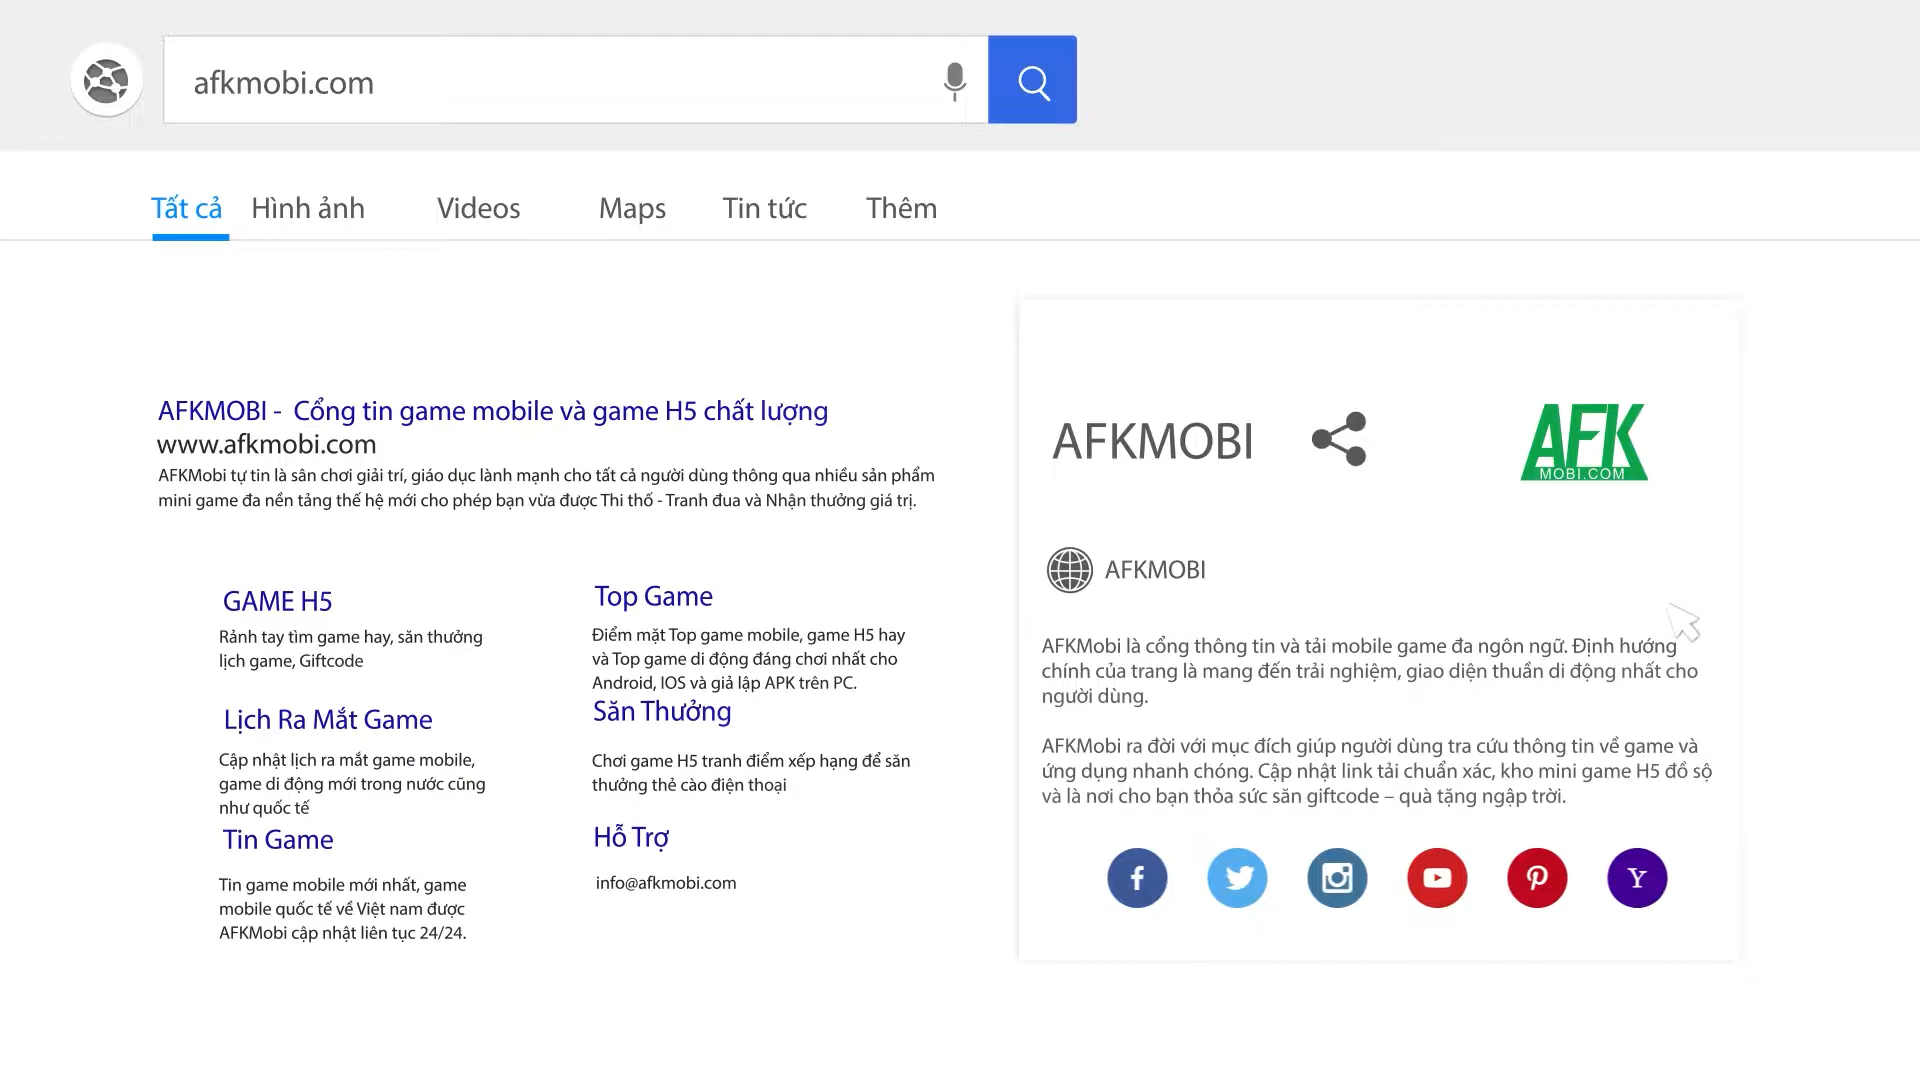 afkmobi.com
Tất cả Hình ảnh Videos Maps Tin tức Thêm
AFKMOBI - Cổng tin game mobile và game H5 chất lượng
www.afkmobi.com
AFKMobi tự tin là sân chơi giải trí, giáo dục lành mạnh cho tất cả người dùng thông qua nhiều sản phẩm
mini game đa nền tảng thế hệ mới cho phép bạn vừa được Thi thố - Tranh đua và Nhận thưởng giá trị.
GAME H5
Rảnh tay tìm game hay, săn thưởng
lịch game, Giftcode
Lịch Ra Mắt Game
Cập nhật lịch ra mắt game mobile,
game di động mới trong nước cũng
như quốc tế
Tin Game
Tin game mobile mới nhất, game
mobile quốc tế về Việt nam được
AFKMobi cập nhật liên tục 24/24.
Top Game
Điểm mặt Top game mobile, game H5 hay
và Top game di động đáng chơi nhất cho
Android, IOS và giả lập APK trên PC.
Săn Thưởng
Chơi game H5 tranh điểm xếp hạng để săn
thưởng thẻ cào điện thoại
Hỗ Trợ
info@afkmobi.com
AFKMOBI
AFK
MOBI.COM
AFKMOBI
AFKMobi là cổng thông tin và tải mobile game đa ngôn ngữ. Định hướng
chính của trang là mang đến trải nghiệm, giao diện thuần di động nhất cho
người dùng.
AFKMobi ra đời với mục đích giúp người dùng tra cứu thông tin về game và
ứng dụng nhanh chóng. Cập nhật link tải chuẩn xác, kho mini game H5 đồ sộ
và là nơi cho bạn thỏa sức săn giftcode – quà tặng ngập trời.